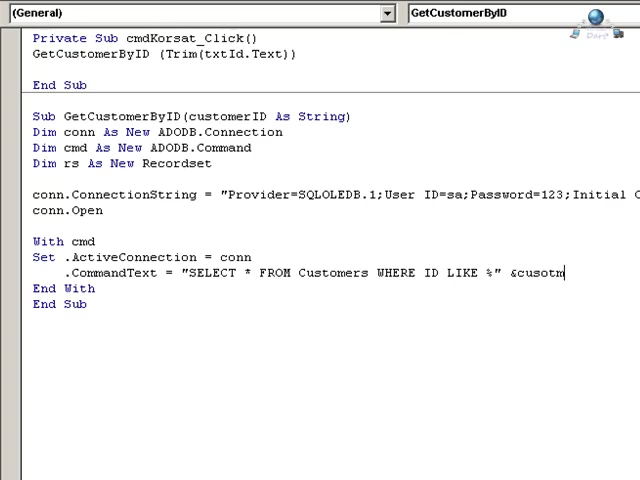 (General)
GetCustomerByID
Private Sub cmdKorsat_Click()
GetCustomerByID (Trim(txtId.Text))
End Sub
Sub GetCustomerByID(customerID As String)
Dim conn As New ADODB.Connection
Dim cmd As New ADODB.Command
Dim rs As New Recordset
conn.ConnectionString = "Provider=SQLOLEDB.1;User ID=sa;Password=123;Initial C
conn.Open
With cmd
Set .ActiveConnection = conn
.CommandText = "SELECT * FROM Customers WHERE ID LIKE %" &cusotm
End With
End Sub